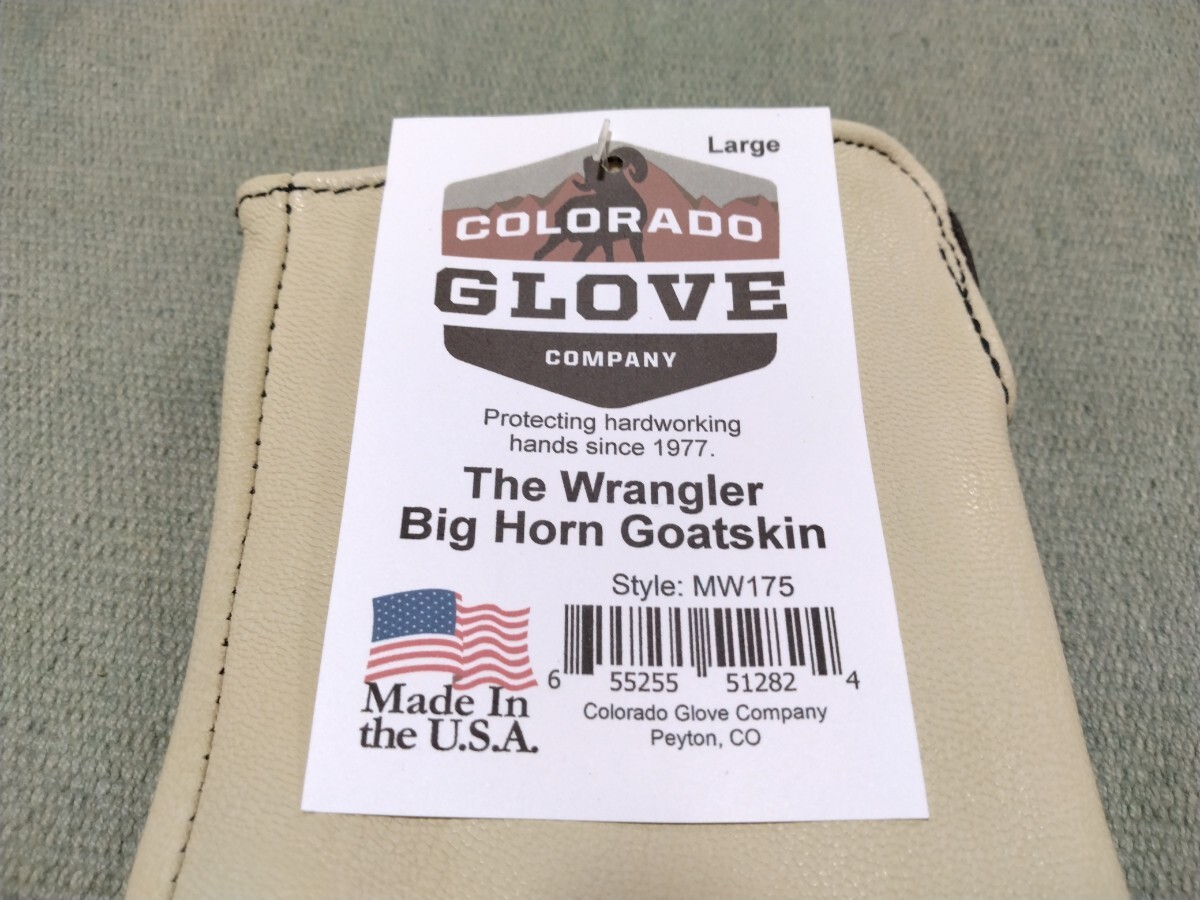 Large
COLORADO
GLOVE
COMPANY
Protecting hardworking
hands since 1977.
The Wrangler
Big Horn Goatskin
Style: MW175
6 55255 51282 4
Made In
the U.S.A.
Colorado Glove Company
Peyton, CO